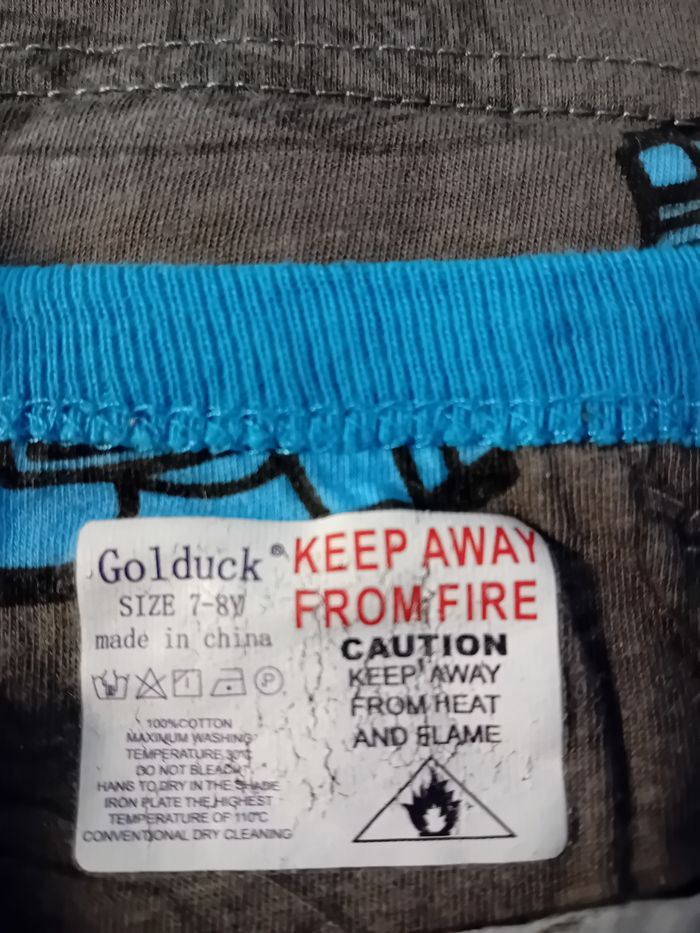 Golduck®
SIZE 7-8Y
made in china
P
100%COTTON
MAXINUM WASHING
TEMPERATURE,30°C
DO NOT BLEACH
HANS TO DRY IN THE SHADE
IRON PLATE THE HIGHEST
TEMPERATURE OF 110℃
CONVENTIONAL DRY CLEANING
KEEP AWAY
FROM FIRE
CAUTION
KEEP AWAY
FROM HEAT
AND FLAME